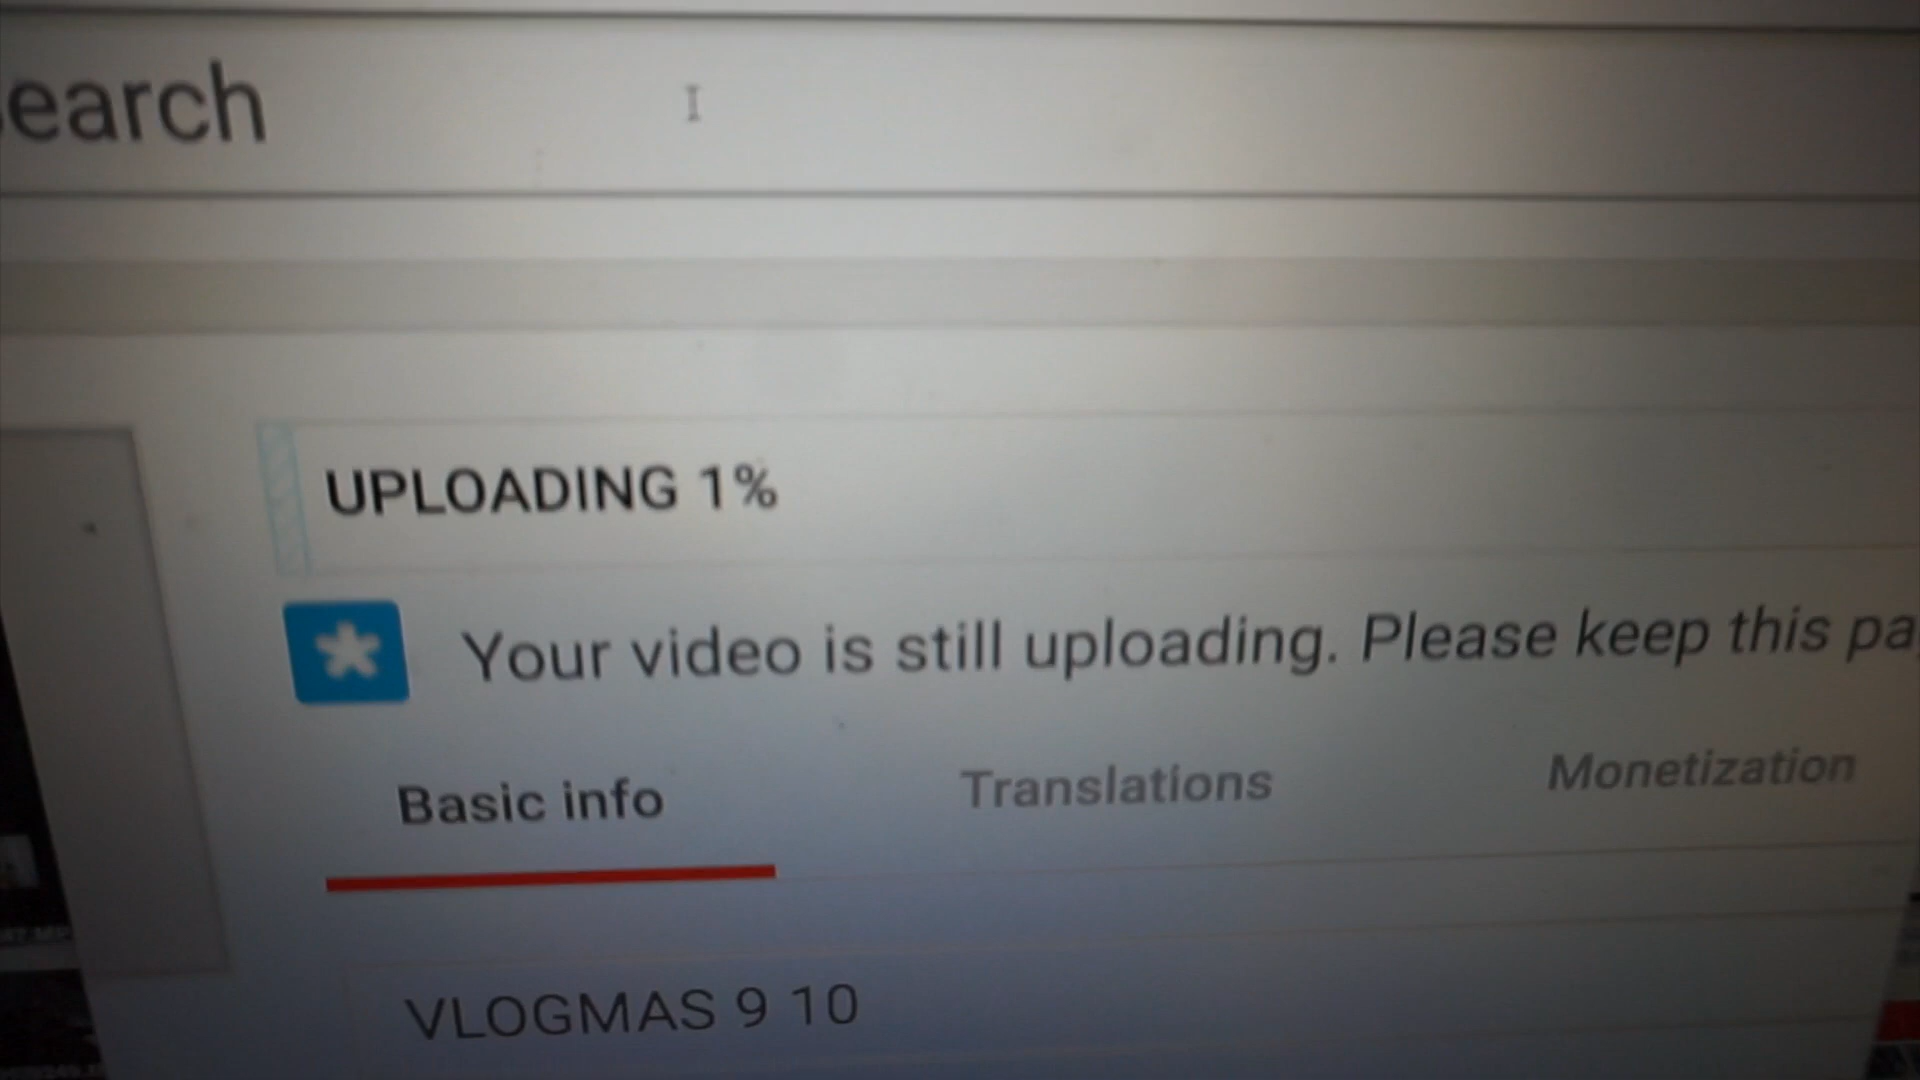 earch
UPLOADING 1%
Your video is still uploading. Please keep this pa
Basic info Translations Monetization
VLOGMAS 9 10